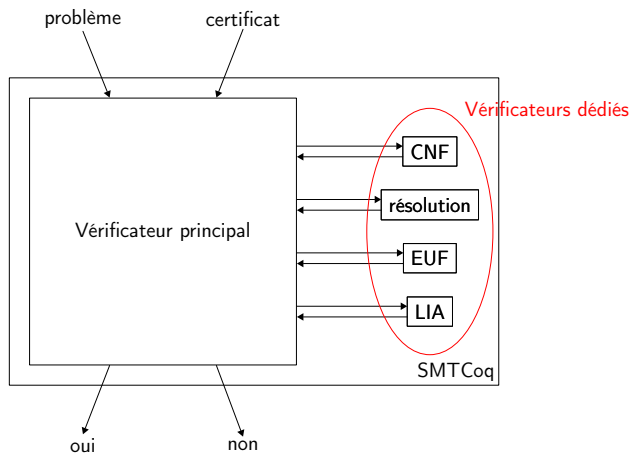 problème
certificat
Vérificateurs dédiés
CNF
résolution
Vérificateur principal
EUF
LIA
SMTCoq
oui
non